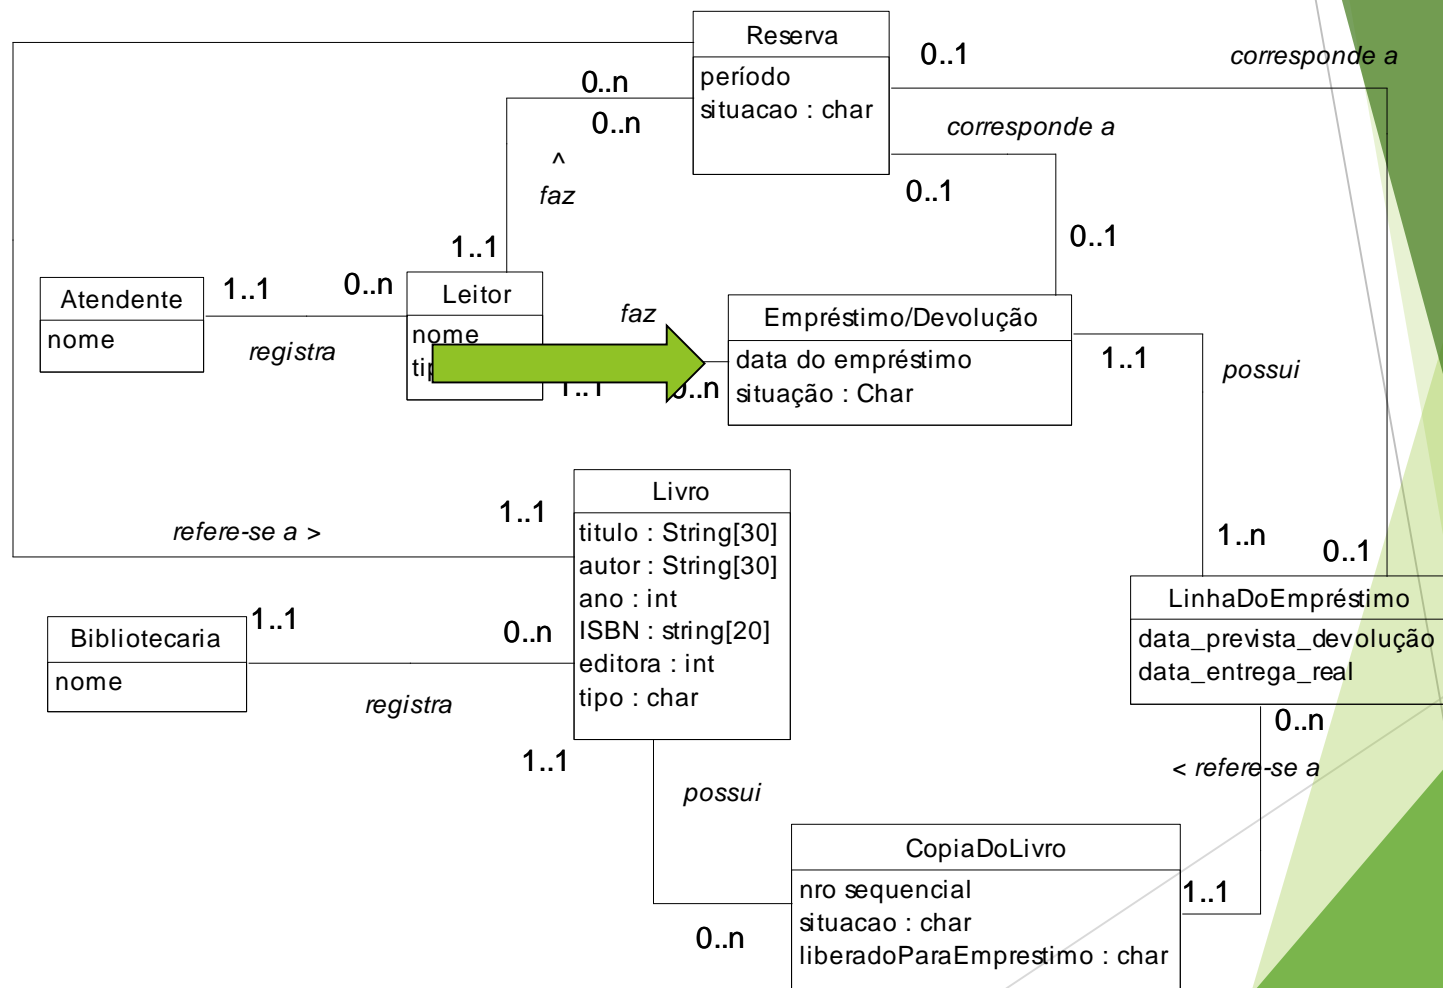 Reserva
período
situacao : char
0..1
corresponde a
0..n
0..n
corresponde a
^
faz
0..1
0..1
1..1
Atendente
nome
1..1
0..n
registra
Leitor
nome
faz
1..1
0..n
Empréstimo/Devolução
data do empréstimo
situação : Char
1..1
possui
Livro
titulo : String[30]
autor : String[30]
ano : int
ISBN : string[20]
editora : int
tipo : char
1..1
refere-se a >
1..n
0..1
Bibliotecaria
nome
1..1
0..n
registra
LinhaDoEmpréstimo
data_prevista_devolução
data_entrega_real
0..n
< refere-se a
1..1
possui
CopiaDoLivro
nro sequencial
situacao : char
liberadoParaEmprestimo : char
1..1
0..n